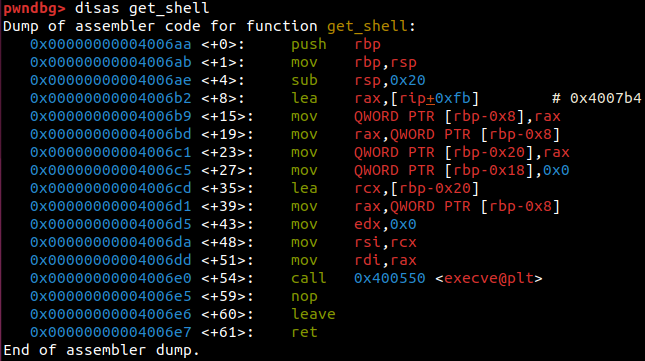 pwndbg> disas get_shell
Dump of assembler code for function get_shell:
   0x00000000004006aa <+0>:     push   rbp
   0x00000000004006ab <+1>:     mov    rbp,rsp
   0x00000000004006ae <+4>:     sub    rsp,0x20
   0x00000000004006b2 <+8>:     lea    rax,[rip+0xfb]        # 0x4007b4
   0x00000000004006b9 <+15>:    mov    QWORD PTR [rbp-0x8],rax
   0x00000000004006bd <+19>:    mov    rax,QWORD PTR [rbp-0x8]
   0x00000000004006c1 <+23>:    mov    QWORD PTR [rbp-0x20],rax
   0x00000000004006c5 <+27>:    mov    QWORD PTR [rbp-0x18],0x0
   0x00000000004006cd <+35>:    lea    rcx,[rbp-0x20]
   0x00000000004006d1 <+39>:    mov    rax,QWORD PTR [rbp-0x8]
   0x00000000004006d5 <+43>:    mov    edx,0x0
   0x00000000004006da <+48>:    mov    rsi,rcx
   0x00000000004006dd <+51>:    mov    rdi,rax
   0x00000000004006e0 <+54>:    call   0x400550 <execve@plt>
   0x00000000004006e5 <+59>:    nop
   0x00000000004006e6 <+60>:    leave
   0x00000000004006e7 <+61>:    ret
End of assembler dump.